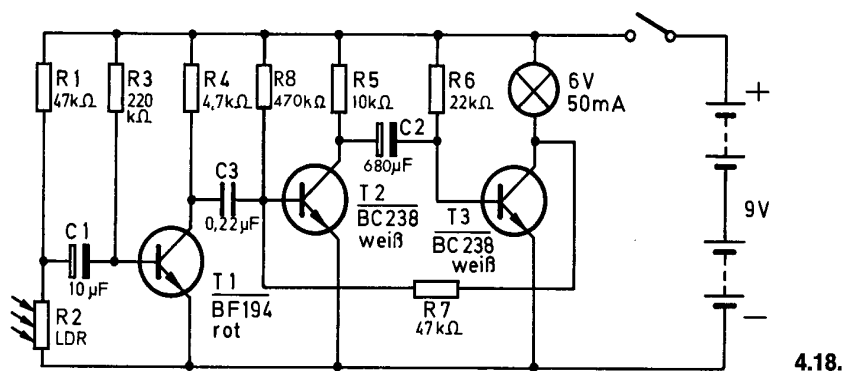 R1
47kΩ
R3
220
kΩ
R4
4,7kΩ
R8
470kΩ
R5
10kΩ
R6
22kΩ
6V
50mA
+
C2
680µF
C3
0,22µF
T2
BC238
weiß
T3
BC238
weiß
9V
C1
10µF
T1
BF194
rot
R7
47kΩ
R2
LDR
−
4.18.